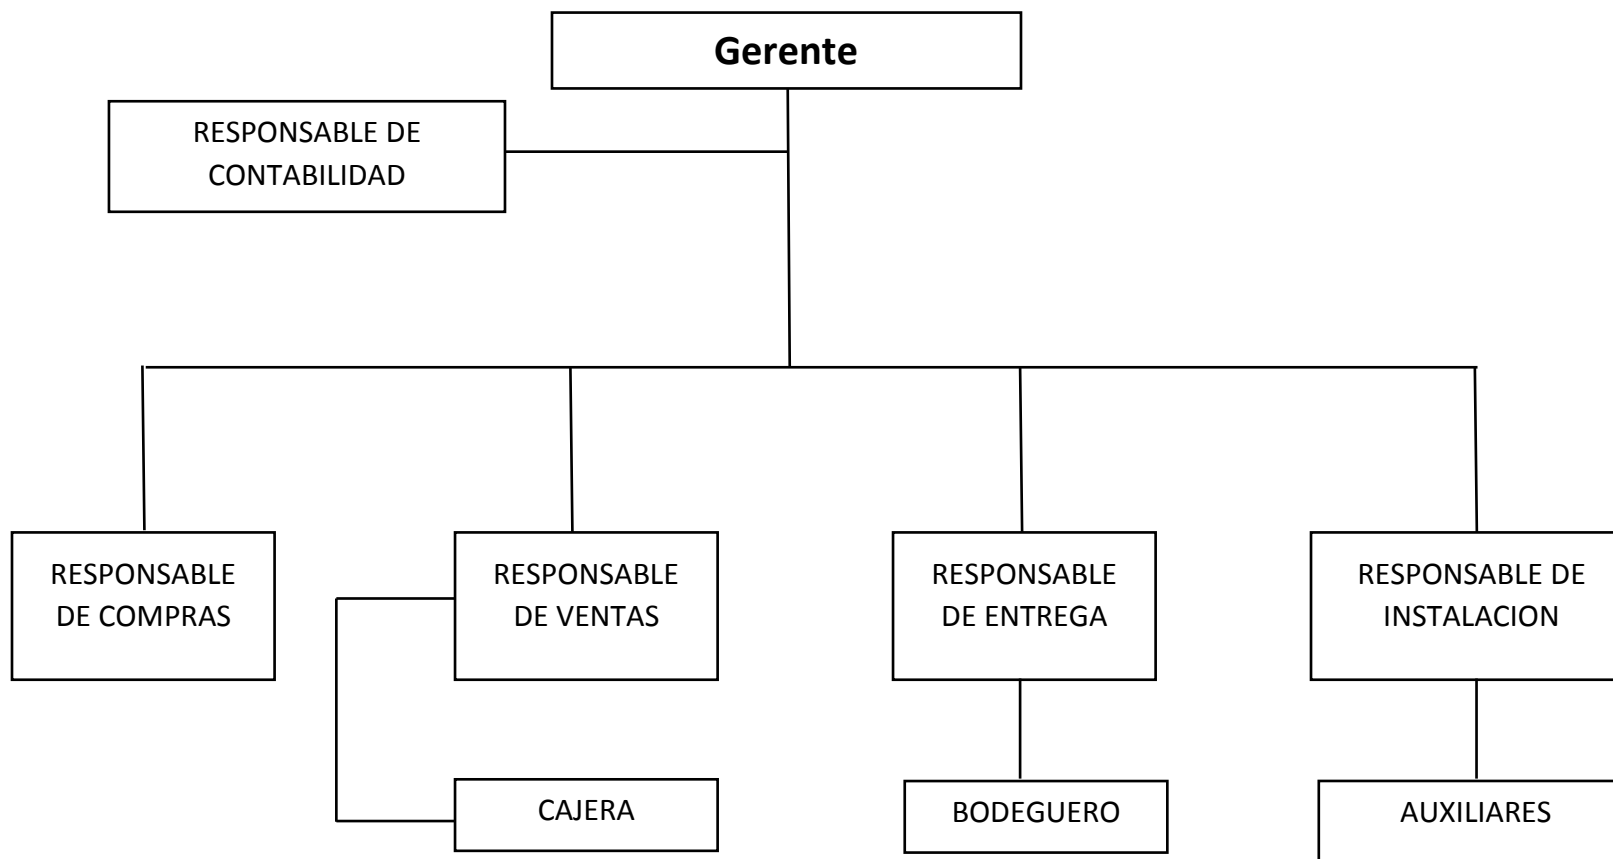 Gerente
RESPONSABLE DE
CONTABILIDAD
RESPONSABLE
DE COMPRAS
RESPONSABLE
DE VENTAS
RESPONSABLE
DE ENTREGA
RESPONSABLE DE
INSTALACION
CAJERA
BODEGUERO
AUXILIARES